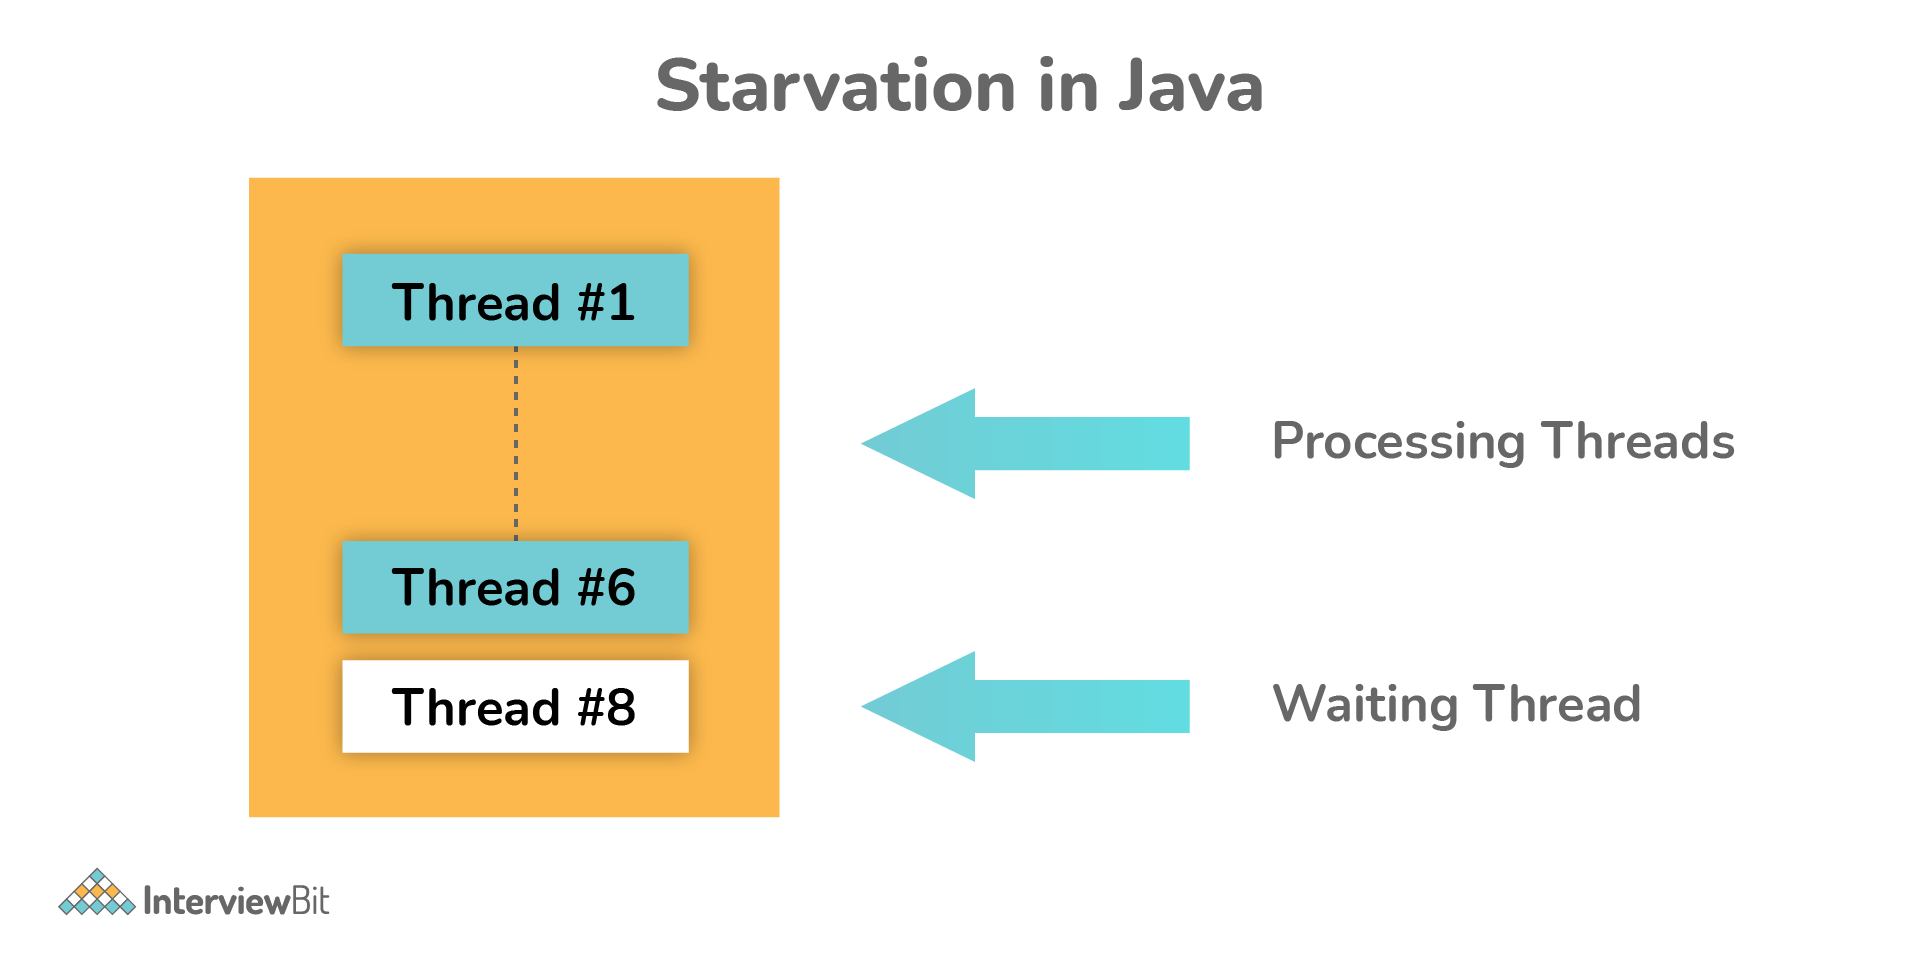 Starvation in Java
Thread #1
Processing Threads
Thread #6
Thread #8
Waiting Thread
InterviewBit